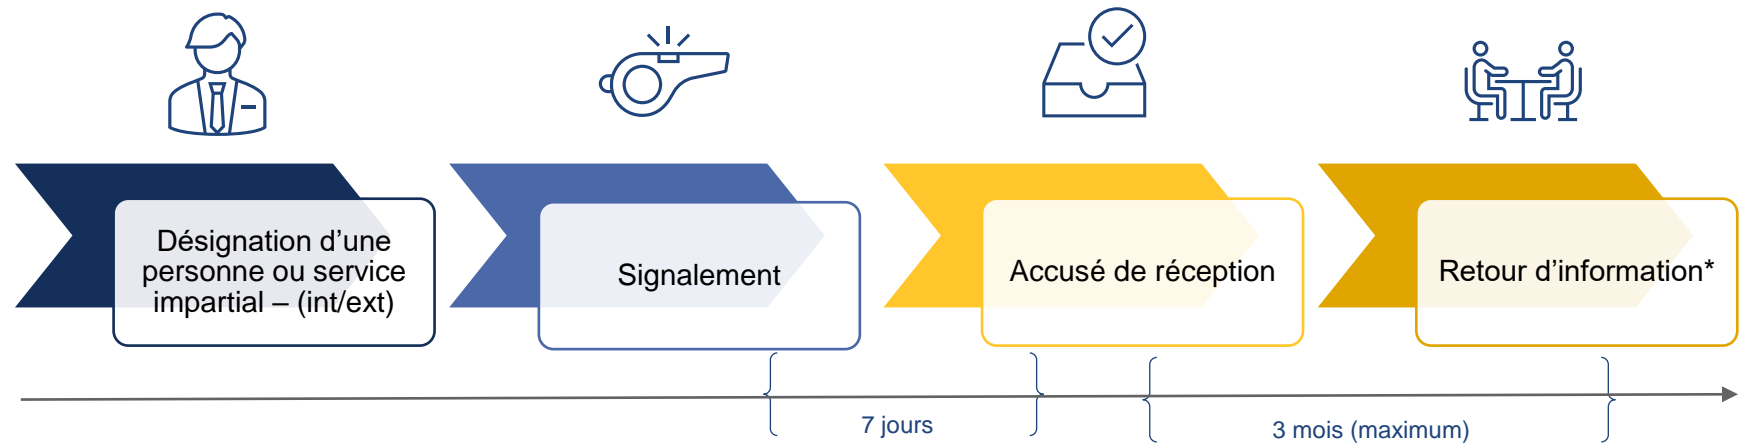 Désignation d’une
personne ou service
impartial – (int/ext)
Signalement
Accusé de réception
Retour d’information*
7 jours
3 mois (maximum)